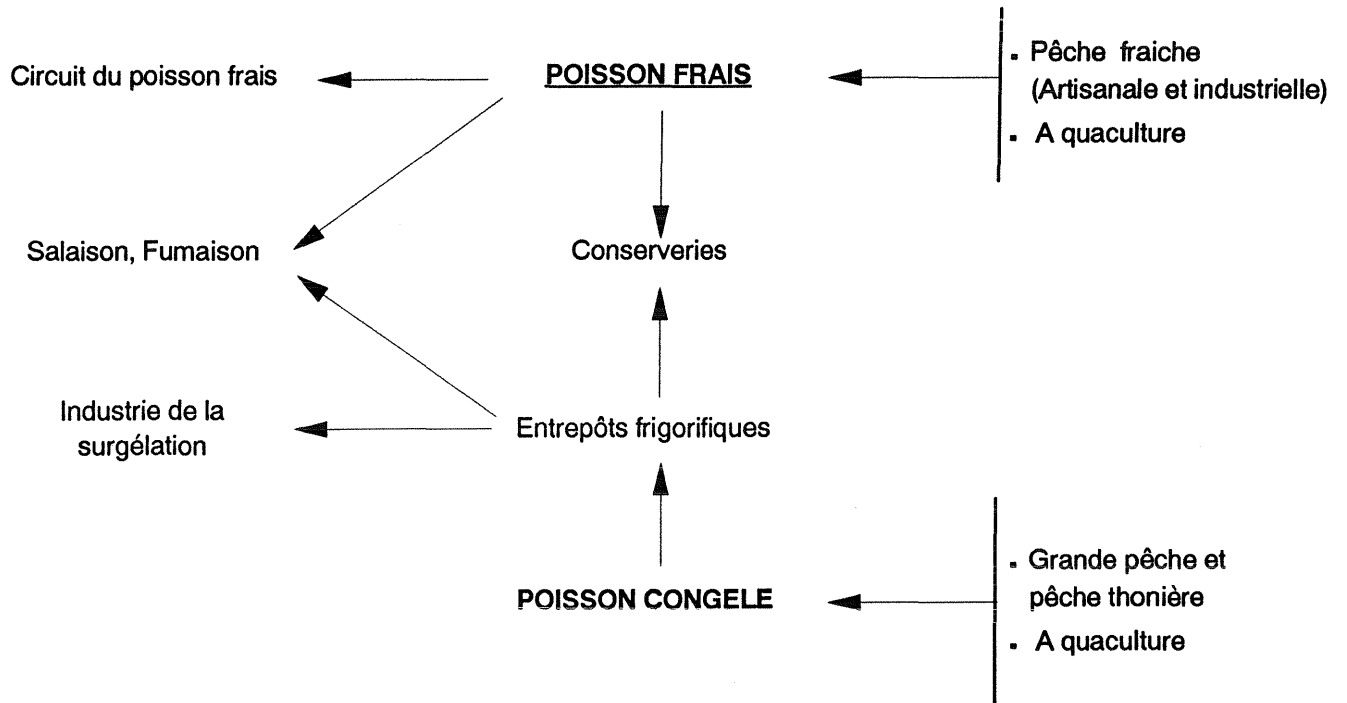 Circuit du poisson frais
POISSON FRAIS
▪ Pêche fraiche
(Artisanale et industrielle)
▪ A quaculture
Salaison, Fumaison
Conserveries
Industrie de la
surgélation
Entrepôts frigorifiques
POISSON CONGELE
▪ Grande pêche et
pêche thonière
▪ A quaculture